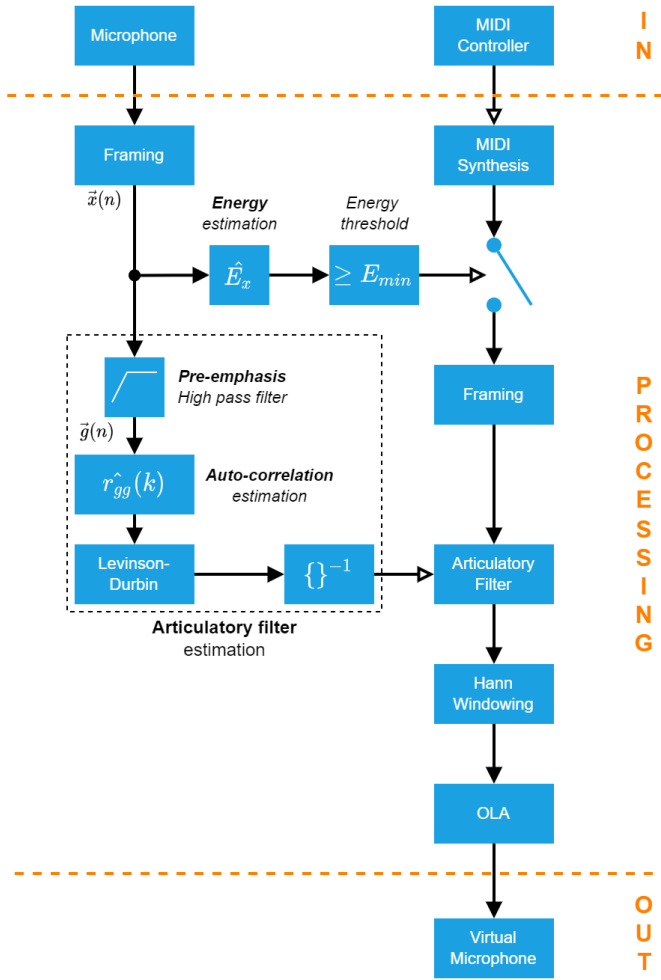 Microphone
MIDI
Controller
I
N
Framing
MIDI
Synthesis
x⃗(n)
Energy
estimation
Energy
threshold
Ê_x
≥ E_min
Pre-emphasis
High pass filter
g⃗(n)
Framing
r̂_gg(k)
Auto-correlation
estimation
Levinson-
Durbin
{}⁻¹
Articulatory
Filter
Articulatory filter
estimation
P
R
O
C
E
S
S
I
N
G
Hann
Windowing
OLA
Virtual
Microphone
O
U
T